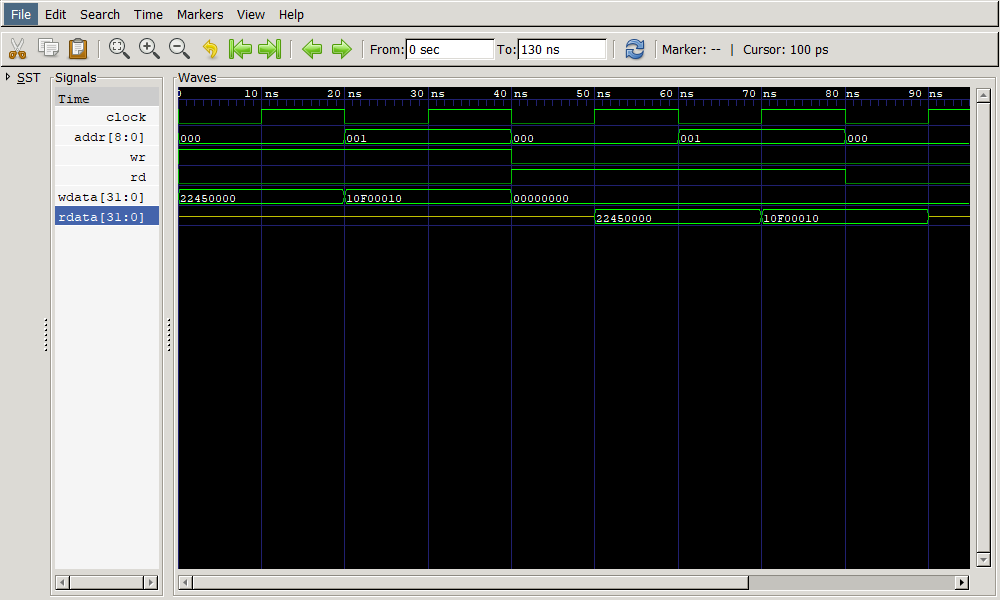 File Edit Search Time Markers View Help
From: 0 sec To: 130 ns Marker: -- | Cursor: 100 ps
SST Signals Waves
Time 0 10 ns 20 ns 30 ns 40 ns 50 ns 60 ns 70 ns 80 ns 90 ns
clock
addr[8:0] 000 001 000 001 000
wr
rd
wdata[31:0] 22450000 10F00010 00000000
rdata[31:0] 22450000 10F00010